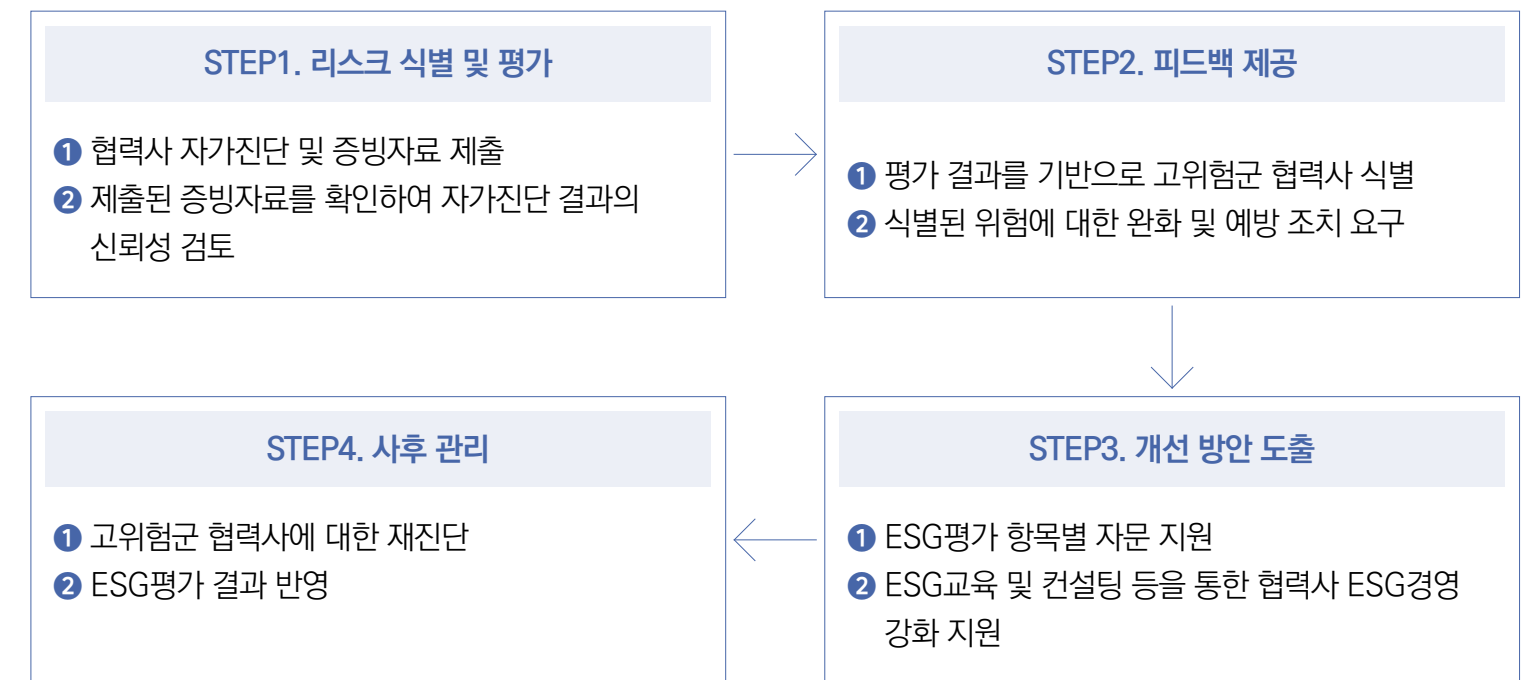 STEP1. 리스크 식별 및 평가
❶ 협력사 자가진단 및 증빙자료 제출
❷ 제출된 증빙자료를 확인하여 자가진단 결과의
신뢰성 검토
STEP2. 피드백 제공
❶ 평가 결과를 기반으로 고위험군 협력사 식별
❷ 식별된 위험에 대한 완화 및 예방 조치 요구
STEP3. 개선 방안 도출
❶ ESG평가 항목별 자문 지원
❷ ESG교육 및 컨설팅 등을 통한 협력사 ESG경영
강화 지원
STEP4. 사후 관리
❶ 고위험군 협력사에 대한 재진단
❷ ESG평가 결과 반영